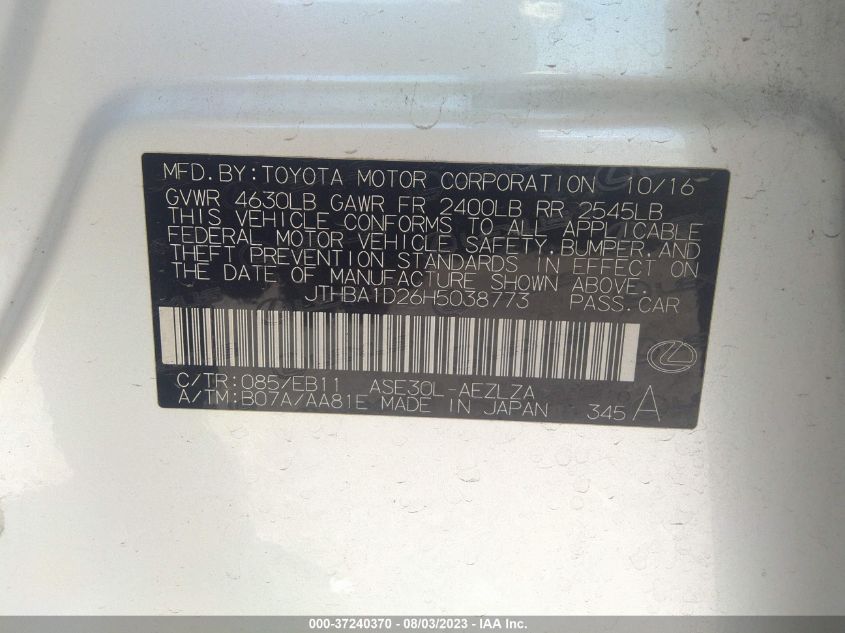 MFD. BY: TOYOTA MOTOR CORPORATION 10/16
GVWR 4630LB GAWR FR 2400LB RR 2545LB
THIS VEHICLE CONFORMS TO ALL APPLICABLE
FEDERAL MOTOR VEHICLE SAFETY, BUMPER, AND
THEFT PREVENTION STANDARDS IN EFFECT ON
THE DATE OF MANUFACTURE SHOWN ABOVE.
JTHBA1D26H5038773 PASS. CAR
C/TR: 085/EB11 ASE30L-AEZLZA
A/TM: B07A/AA81E MADE IN JAPAN 345 A
000-37240370 - 08/03/2023 - IAA Inc.